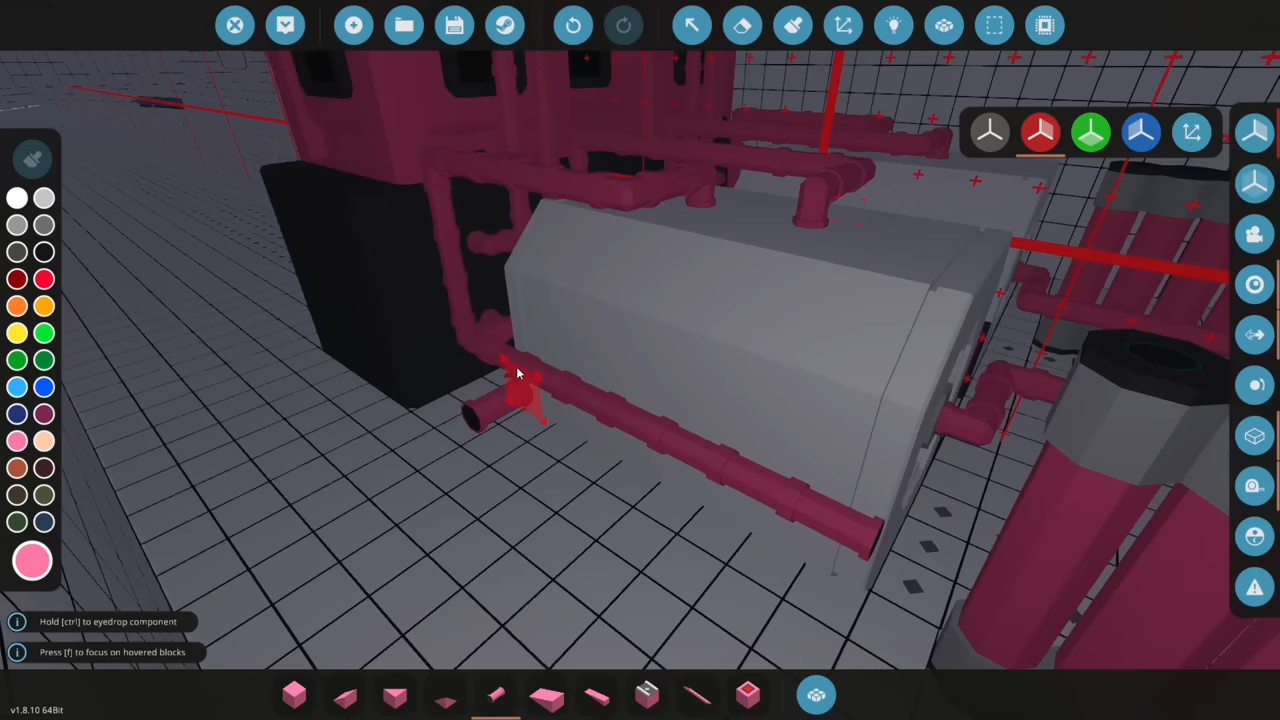 Hold [ctrl] to eyedrop component
Press [f] to focus on hovered blocks
v1.8.10 64Bit